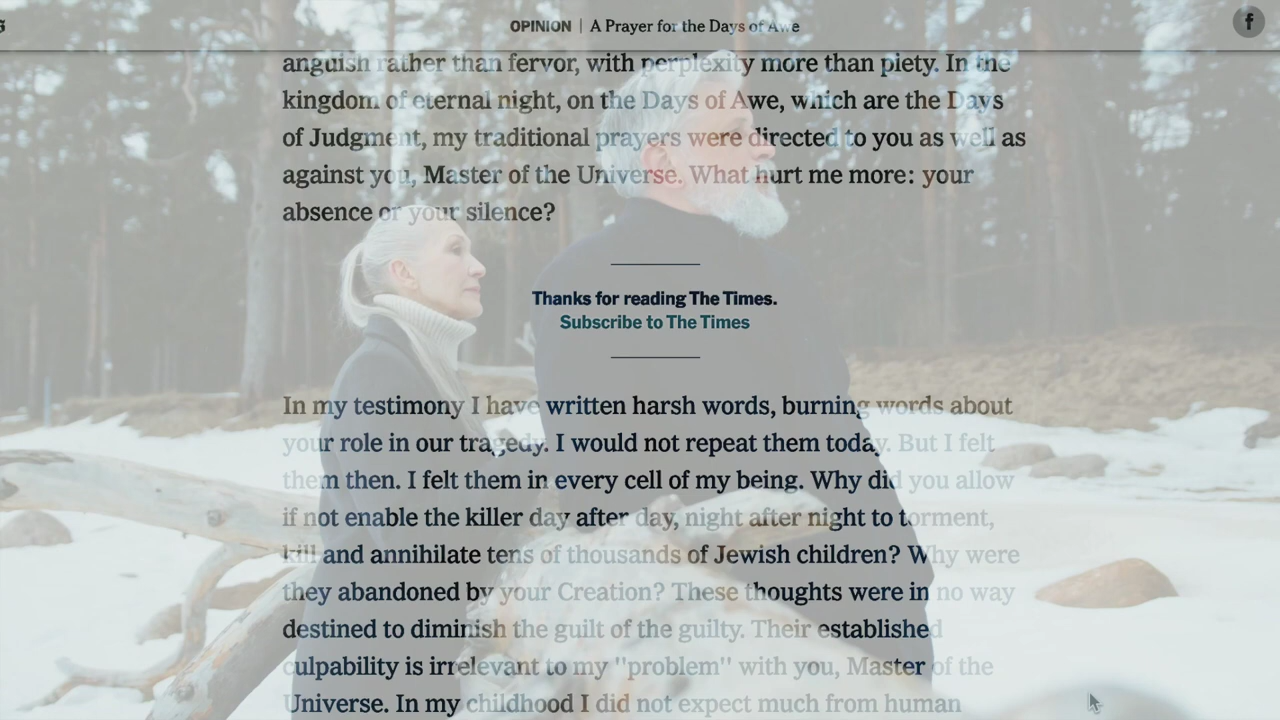 OPINION | A Prayer for the Days of Awe
anguish rather than fervor, with perplexity more than piety. In the
kingdom of eternal night, on the Days of Awe, which are the Days
of Judgment, my traditional prayers were directed to you as well as
against you, Master of the Universe. What hurt me more: your
absence or your silence?
Thanks for reading The Times.
Subscribe to The Times
In my testimony I have written harsh words, burning words about
your role in our tragedy. I would not repeat them today. But I felt
them then. I felt them in every cell of my being. Why did you allow
if not enable the killer day after day, night after night to torment,
kill and annihilate tens of thousands of Jewish children? Why were
they abandoned by your Creation? These thoughts were in no way
destined to diminish the guilt of the guilty. Their established
culpability is irrelevant to my "problem" with you, Master of the
Universe. In my childhood I did not expect much from human